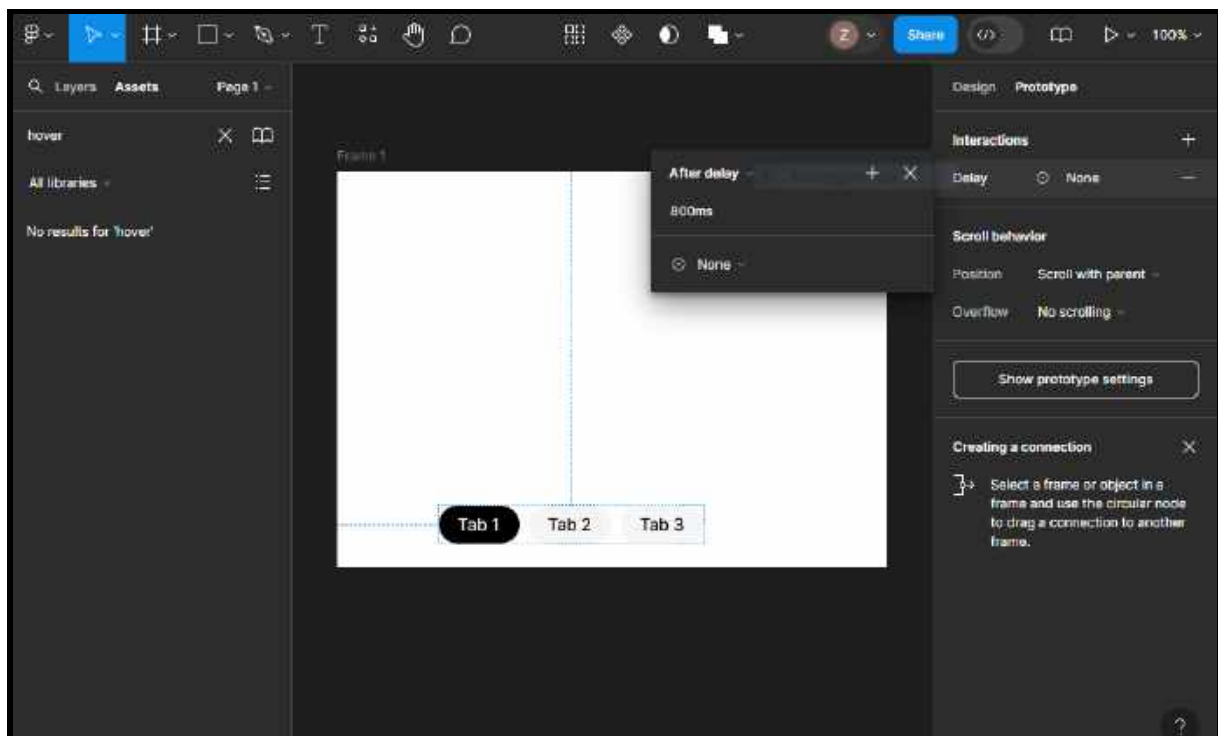 Z
Share
100%
Layers Assets Page 1
hover
All libraries
No results for 'hover'
Frame 1
Tab 1 Tab 2 Tab 3
After delay
800ms
None
Design Prototype
Interactions
Delay None
Scroll behavior
Position Scroll with parent
Overflow No scrolling
Show prototype settings
Creating a connection
Select a frame or object in a
frame and use the circular node
to drag a connection to another
frame.
?